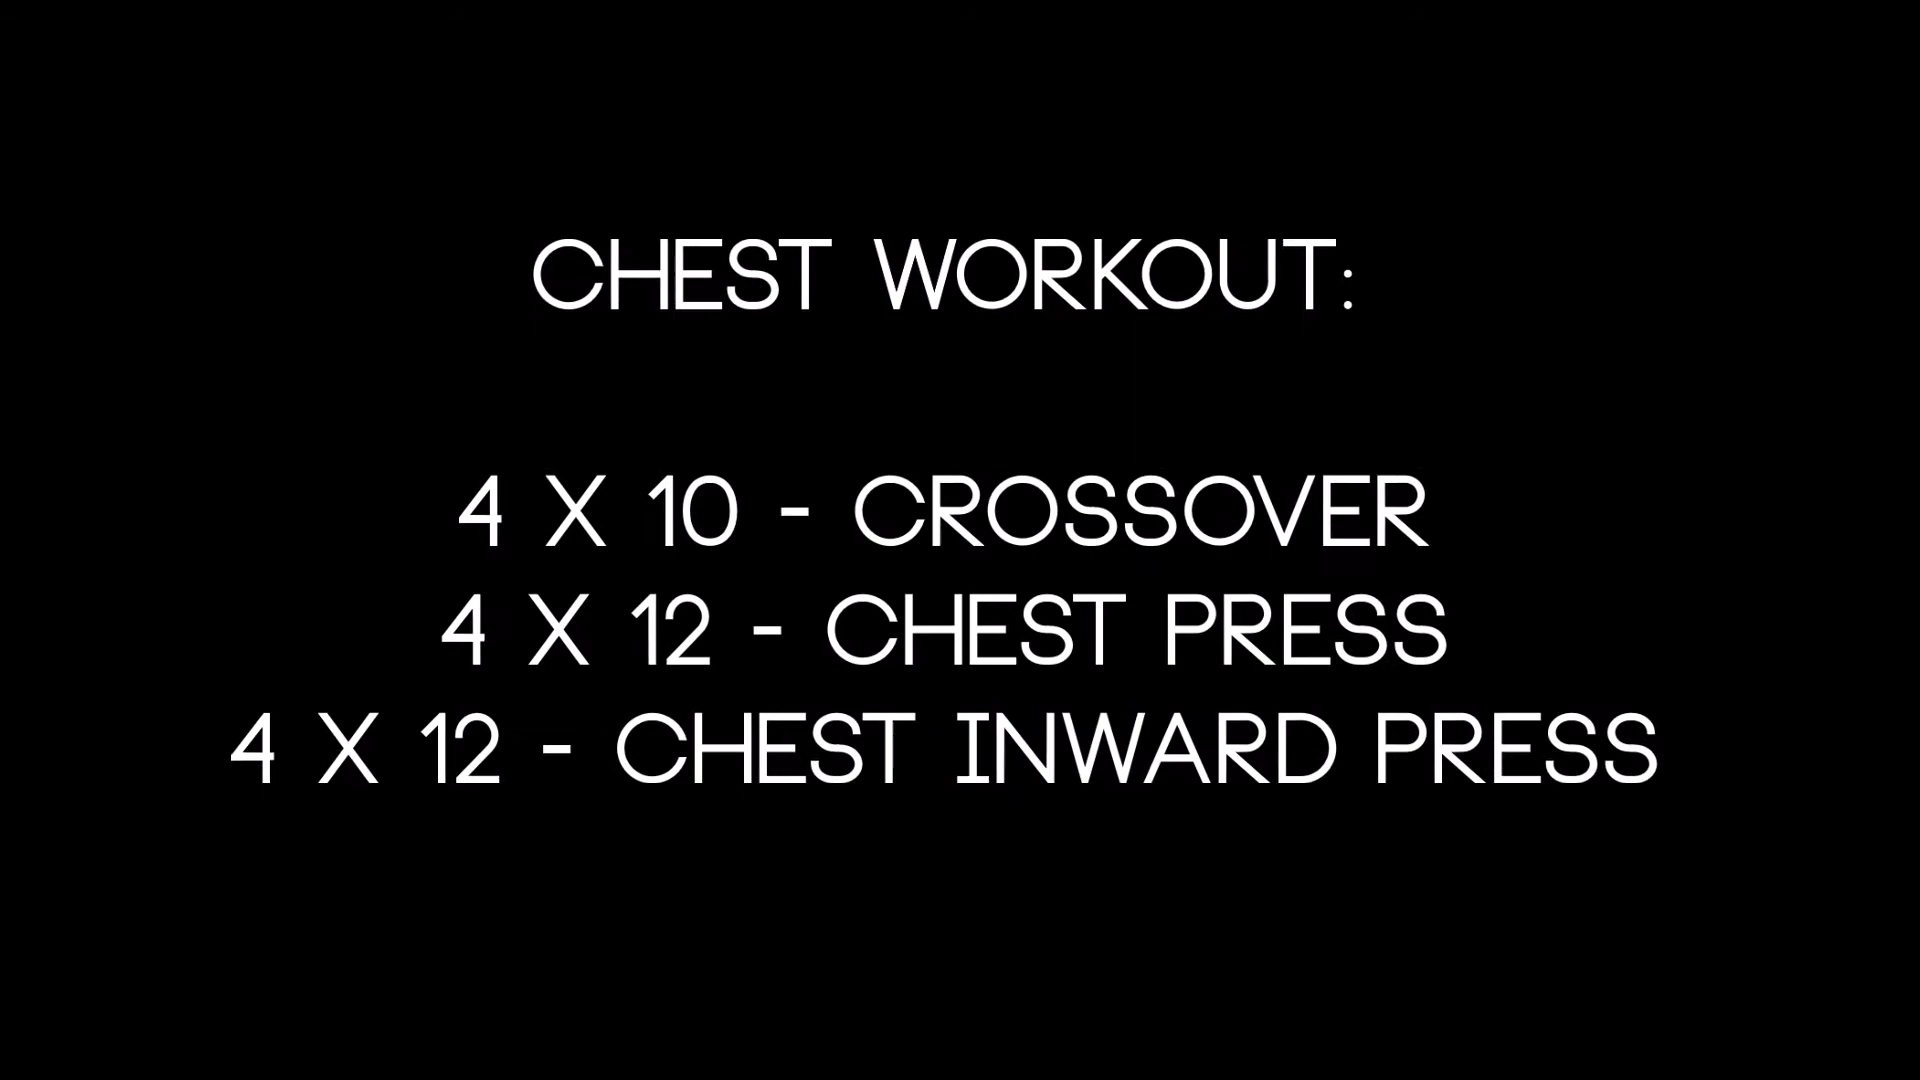 CHEST WORKOUT:
4 X 10 - CROSSOVER
4 X 12 - CHEST PRESS
4 X 12 - CHEST INWARD PRESS